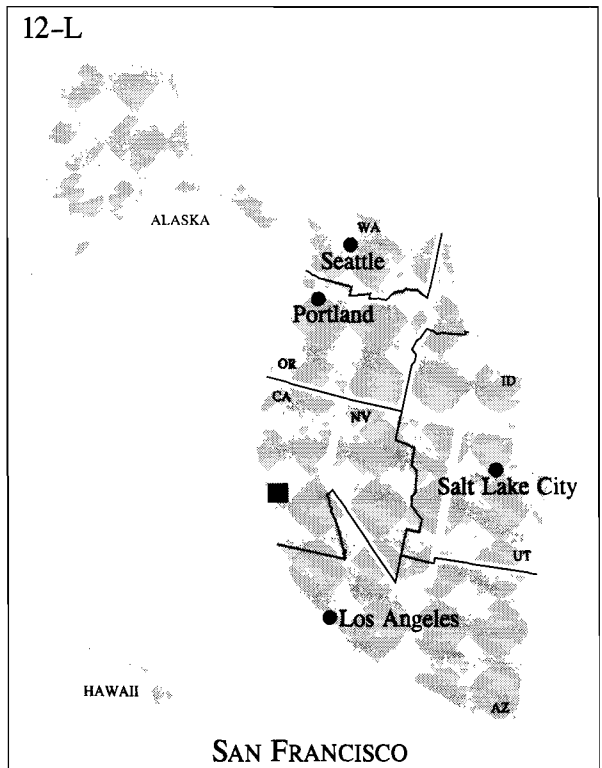 12-L
ALASKA
WA
Seattle
Portland
OR
ID
CA
NV
Salt Lake City
UT
Los Angeles
HAWAII
AZ
SAN FRANCISCO